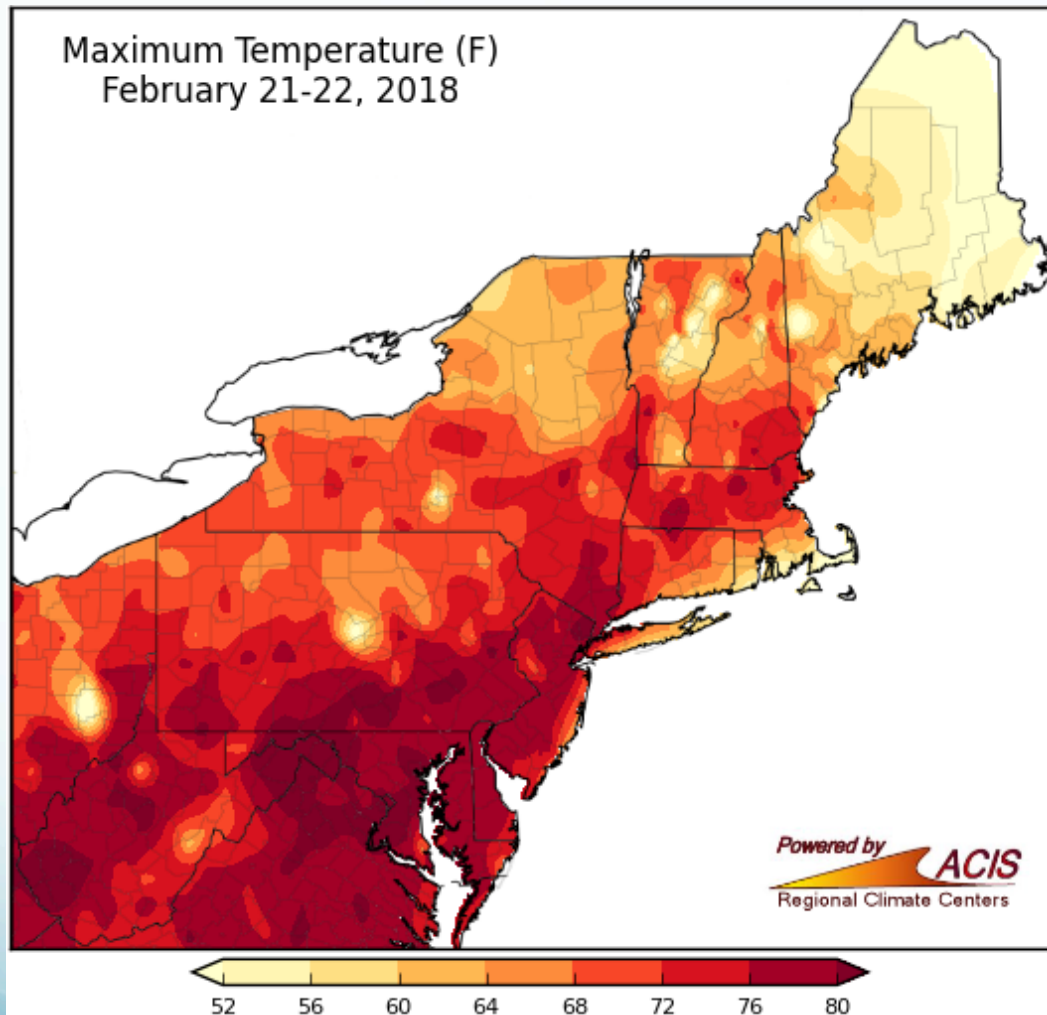 Maximum Temperature (F)
February 21-22, 2018
Powered by
ACIS
Regional Climate Centers
52 56 60 64 68 72 76 80